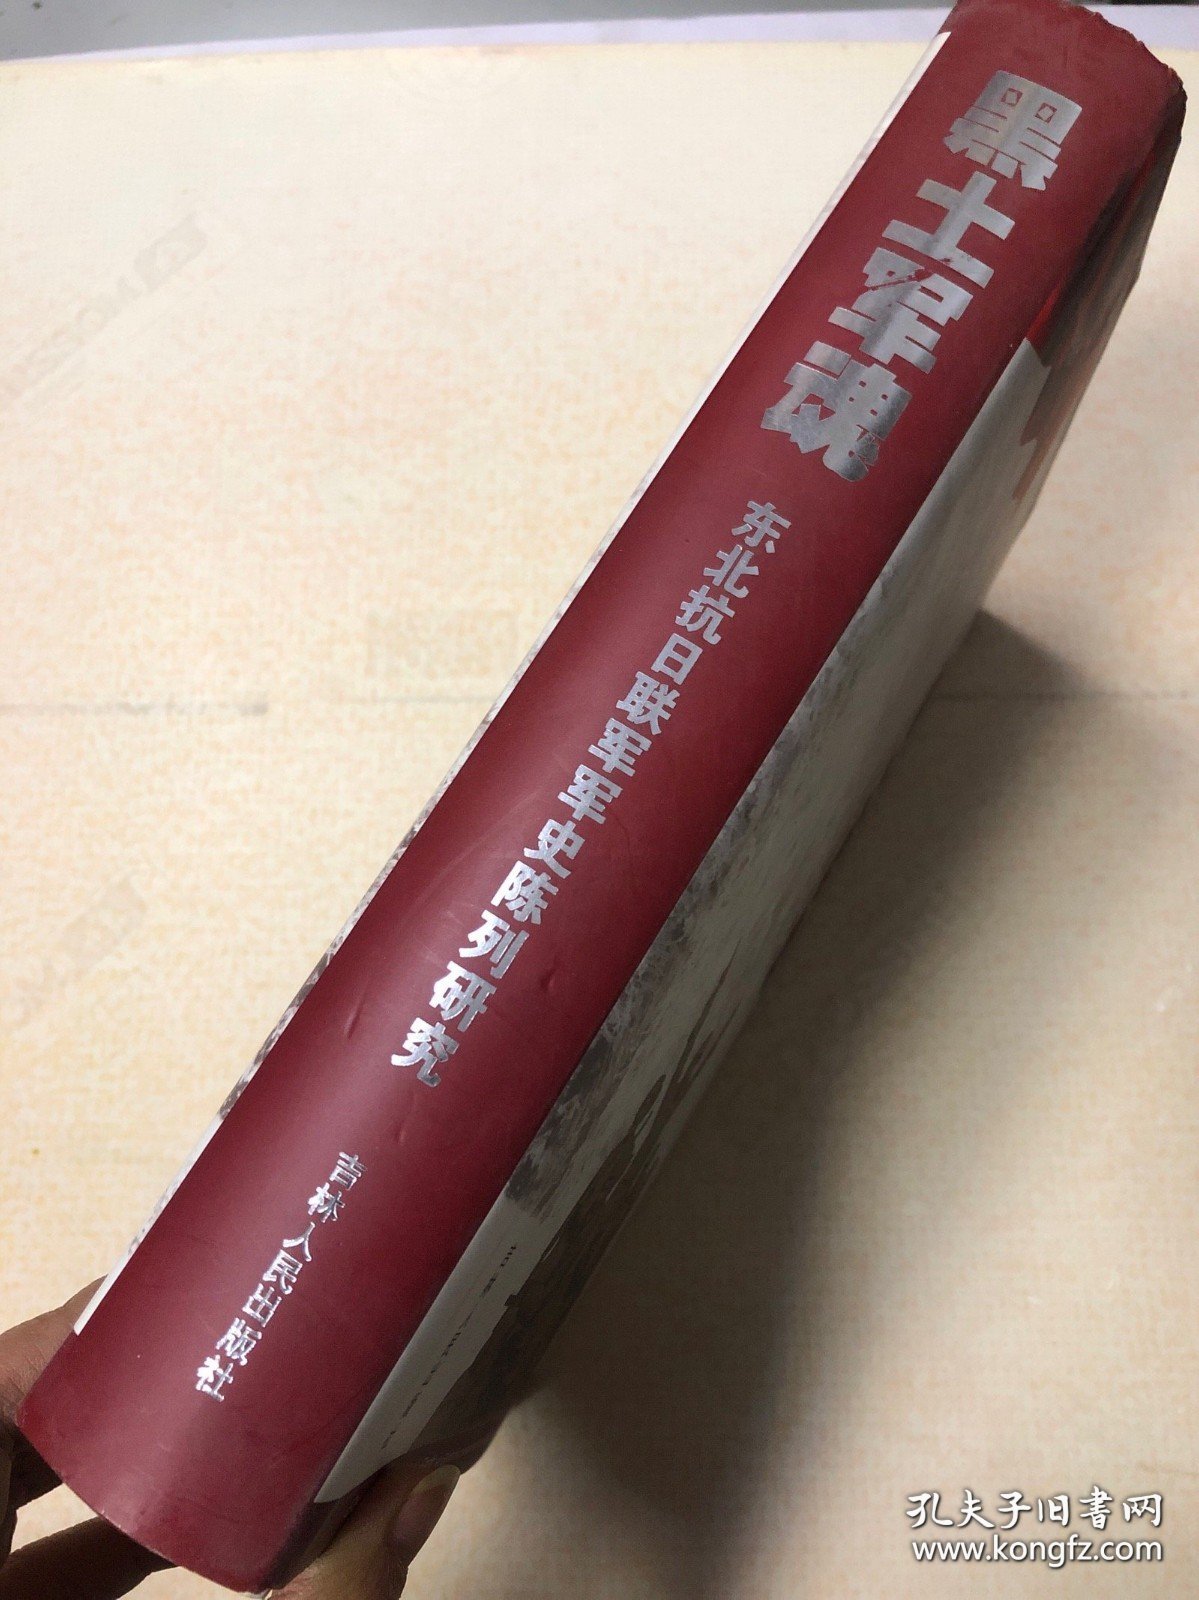 黑土军魂
东北抗日联军军史陈列研究
吉林人民出版社
孔夫子旧書网
www.kongfz.com